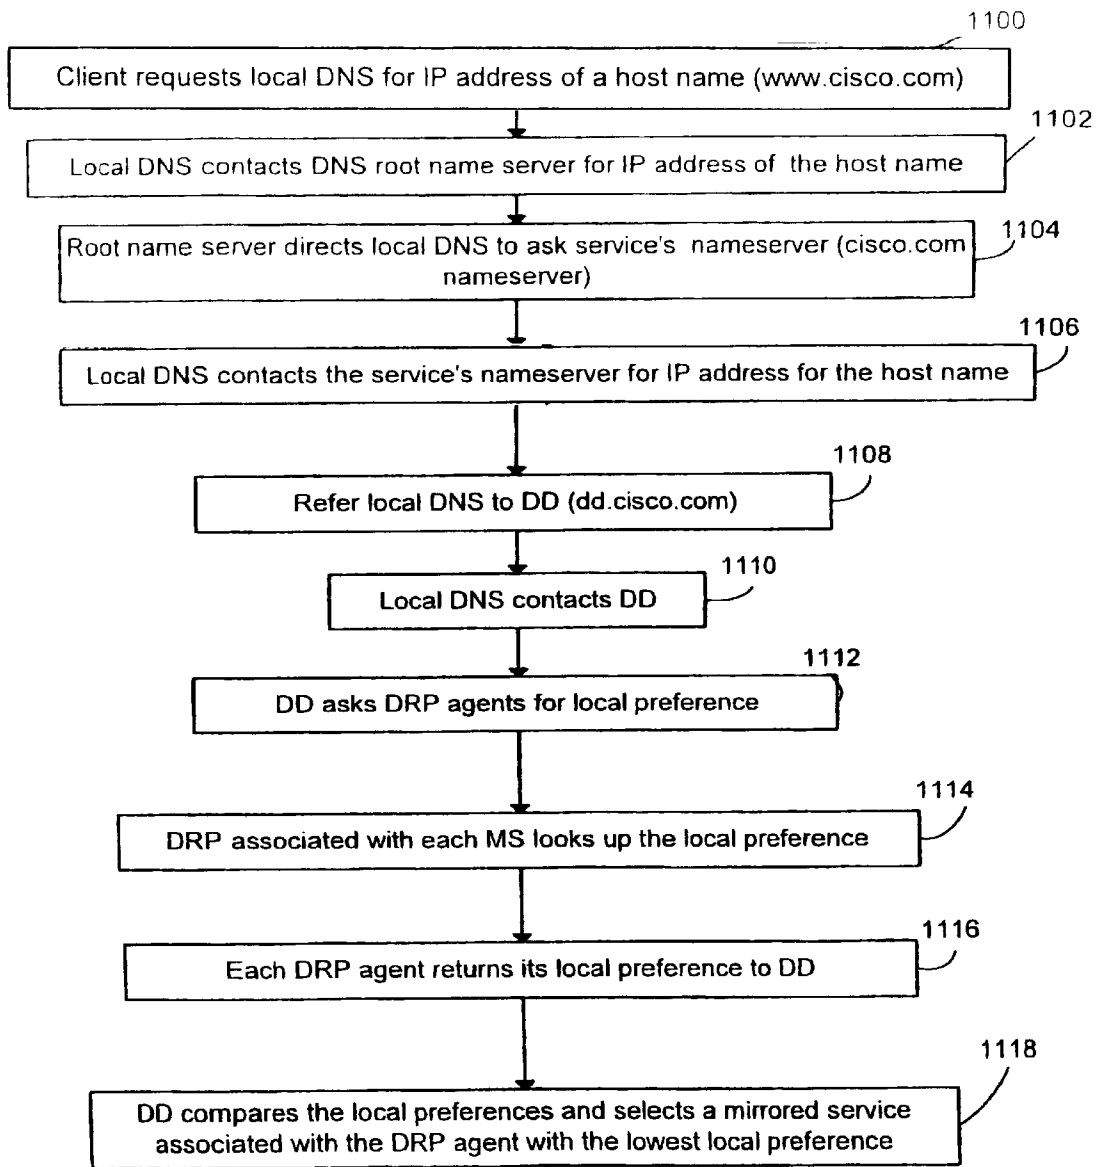 1100
Client requests local DNS for IP address of a host name (www.cisco.com)
1102
Local DNS contacts DNS root name server for IP address of the host name
1104
Root name server directs local DNS to ask service's nameserver (cisco.com
nameserver)
1106
Local DNS contacts the service's nameserver for IP address for the host name
1108
Refer local DNS to DD (dd.cisco.com)
1110
Local DNS contacts DD
1112
DD asks DRP agents for local preference
1114
DRP associated with each MS looks up the local preference
1116
Each DRP agent returns its local preference to DD
1118
DD compares the local preferences and selects a mirrored service
associated with the DRP agent with the lowest local preference